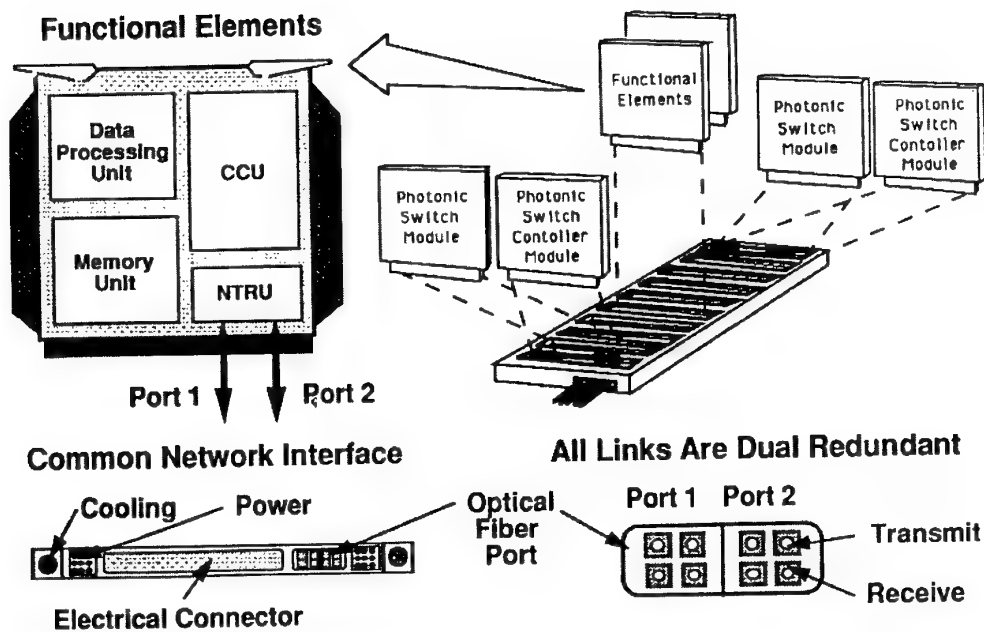 Functional Elements
Data
Processing
Unit
CCU
Memory
Unit
NTRU
Port 1
Port 2
Functional
Elements
Photonic
Switch
Module
Photonic
Switch
Contoller
Module
Photonic
Switch
Module
Photonic
Switch
Contoller
Module
Common Network Interface
Cooling
Power
Optical
Fiber
Port
Electrical Connector
All Links Are Dual Redundant
Port 1
Port 2
Transmit
Receive